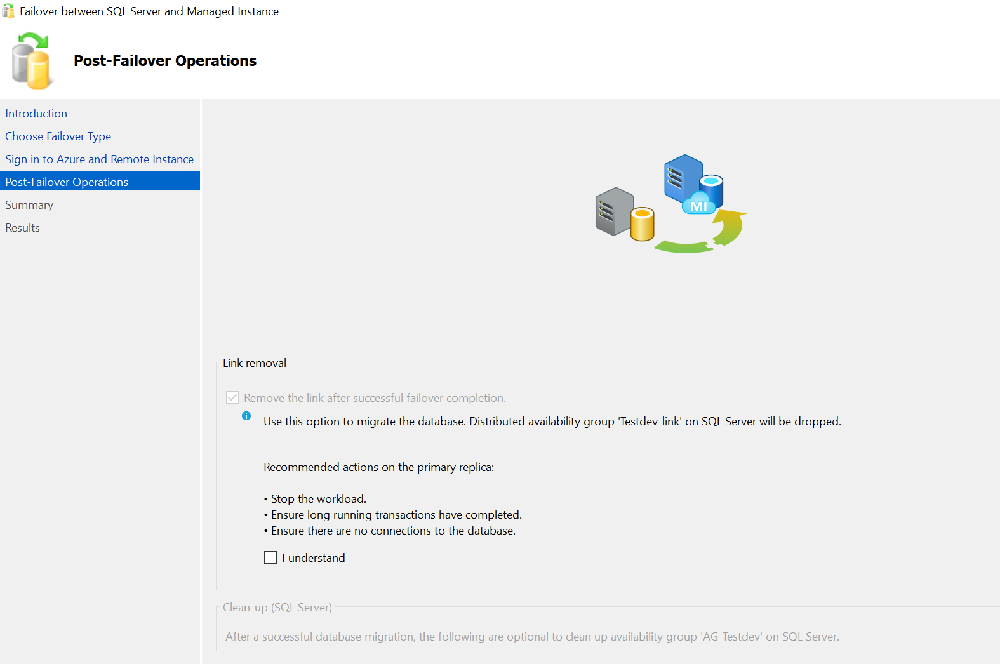 Failover between SQL Server and Managed Instance
Post-Failover Operations
Introduction
Choose Failover Type
Sign in to Azure and Remote Instance
Post-Failover Operations
Summary
Results
MI
Link removal
Remove the link after successful failover completion.
Use this option to migrate the database. Distributed availability group 'Testdev_link' on SQL Server will be dropped.
Recommended actions on the primary replica:
• Stop the workload.
• Ensure long running transactions have completed.
• Ensure there are no connections to the database.
I understand
Clean-up (SQL Server)
After a successful database migration, the following are optional to clean up availability group 'AG_Testdev' on SQL Server.